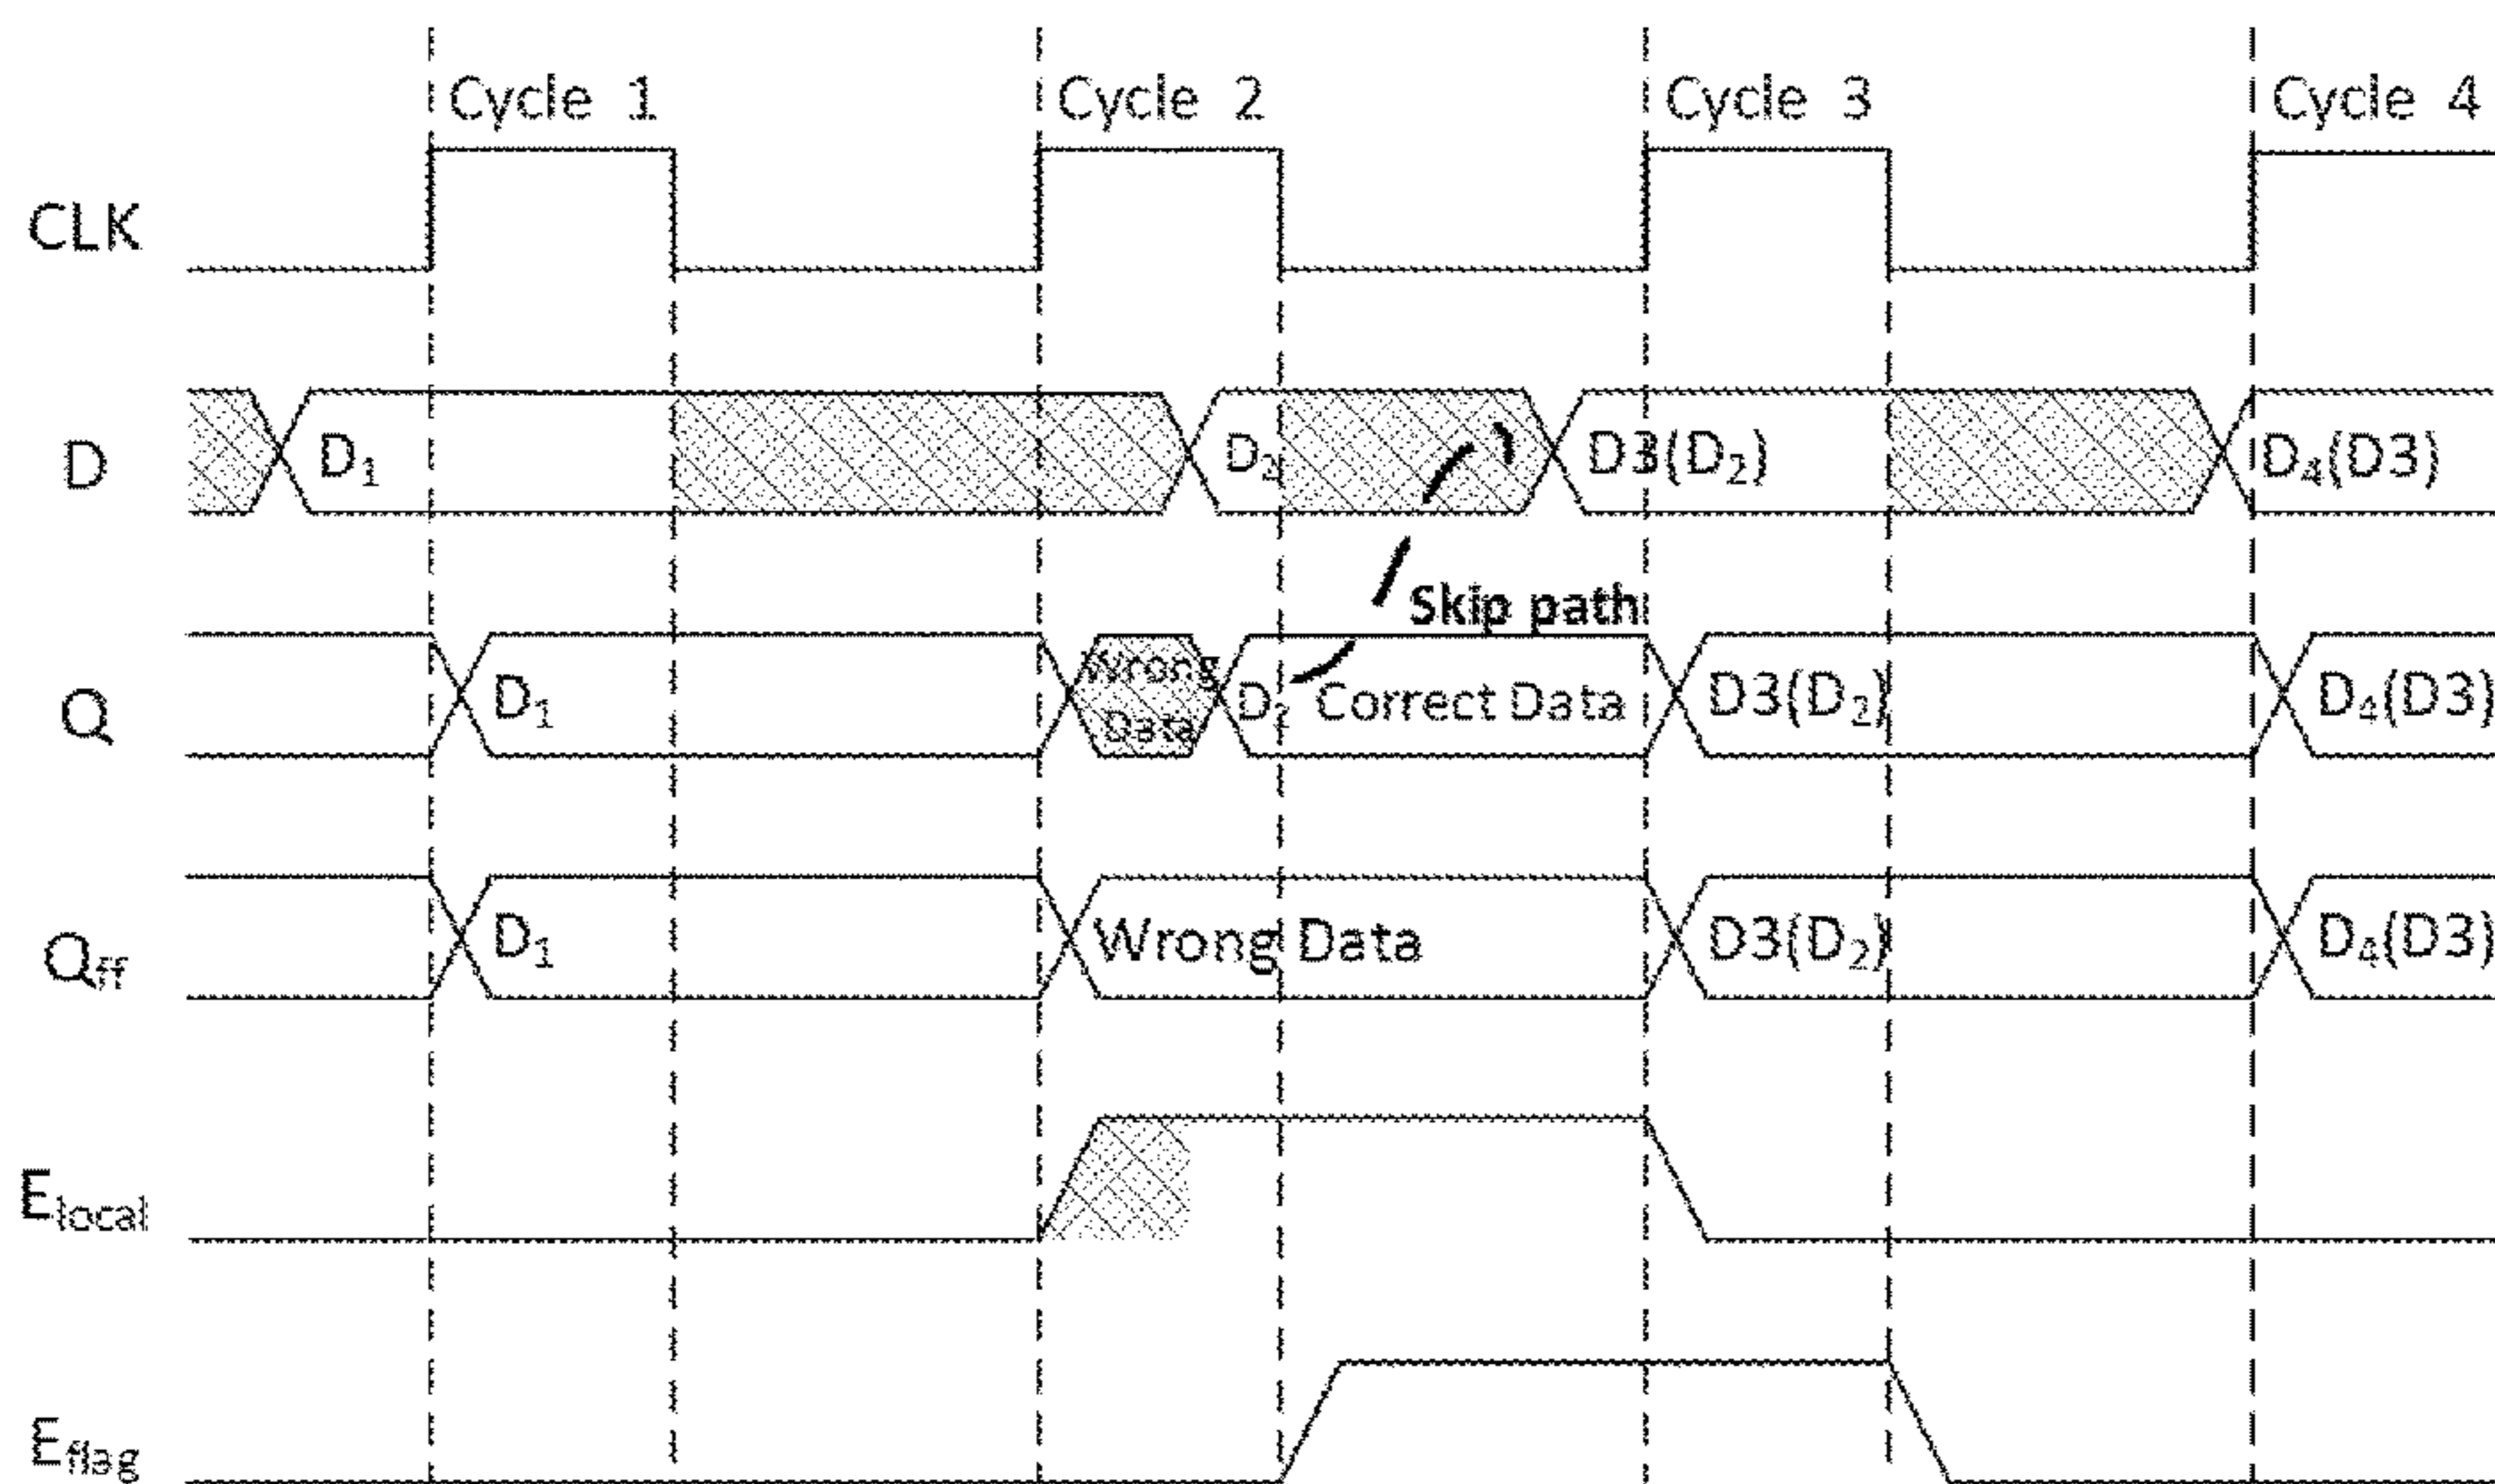 Cycle 1 Cycle 2 Cycle 3 Cycle 4
CLK
D D₁ D₂ D3(D₂) D₄(D3)
Skip path
Q D₁ Wrong Data D₂ Correct Data D3(D₂) D₄(D3)
Qff D₁ Wrong Data D3(D₂) D₄(D3)
Elocal
Eflag